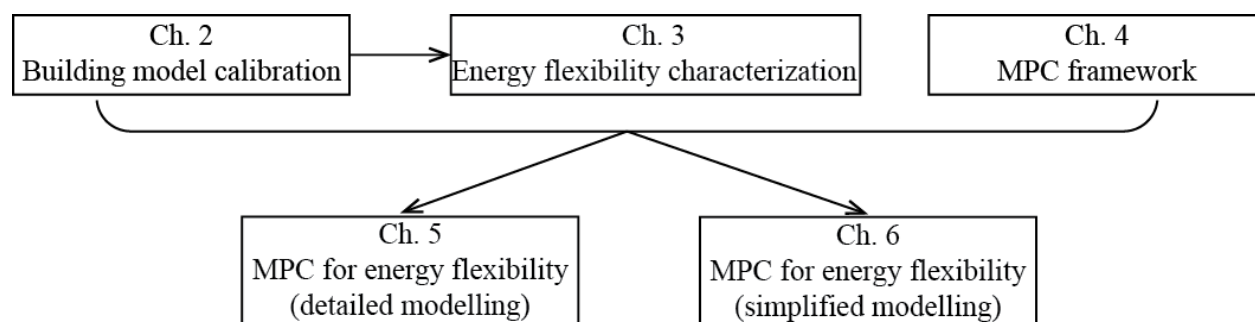 Ch. 2
Building model calibration
Ch. 3
Energy flexibility characterization
Ch. 4
MPC framework
Ch. 5
MPC for energy flexibility
(detailed modelling)
Ch. 6
MPC for energy flexibility
(simplified modelling)